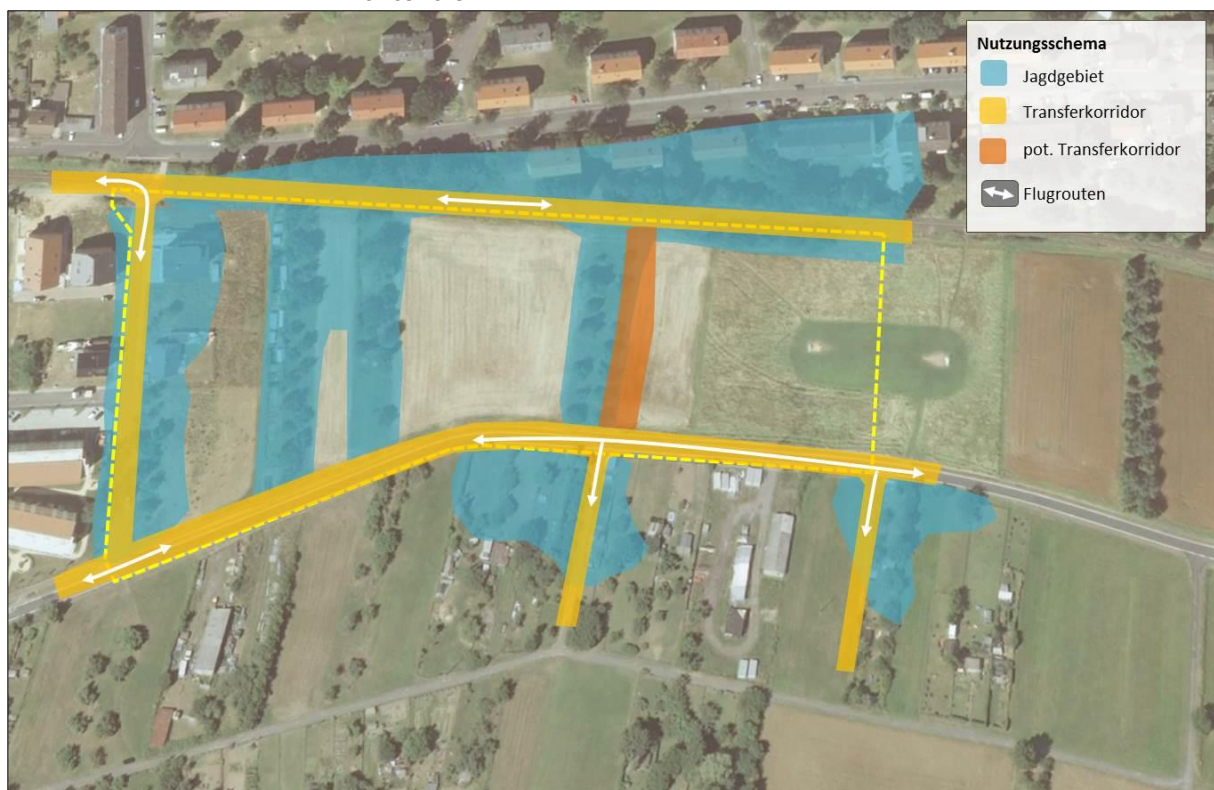 Nutzungsschema
Jagdgebiet
Transferkorridor
pot. Transferkorridor
Flugrouten